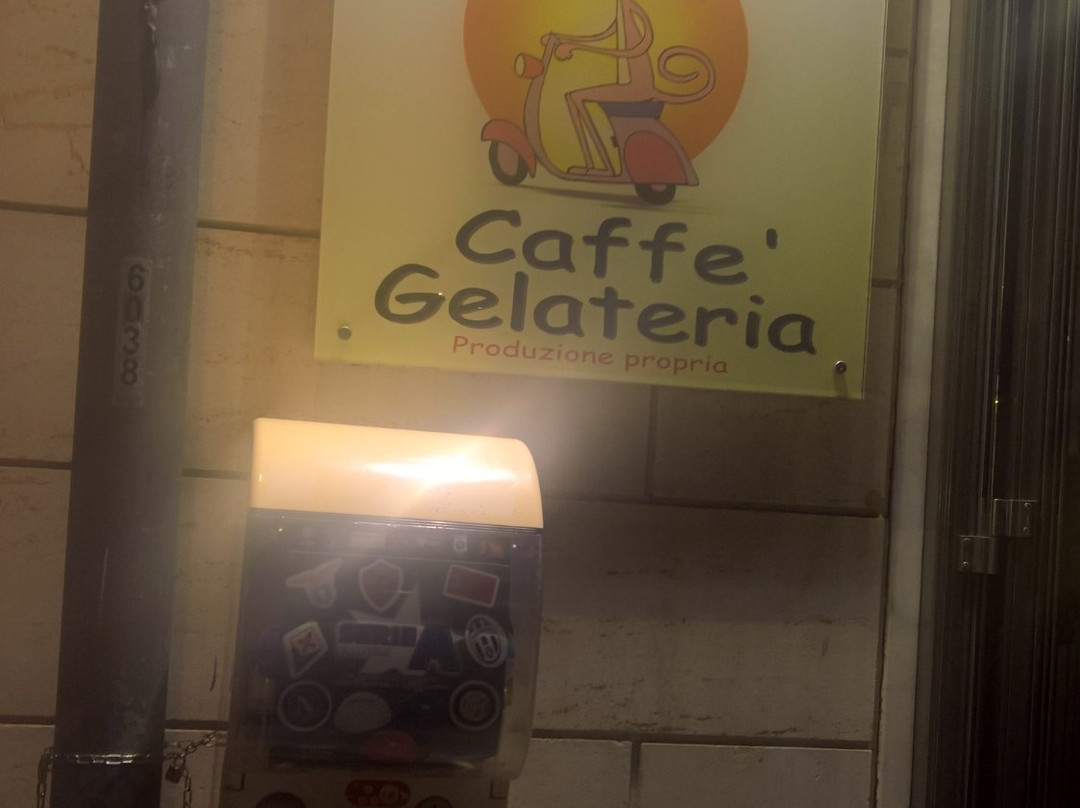 Caffe'
Gelateria
Produzione propria
6038